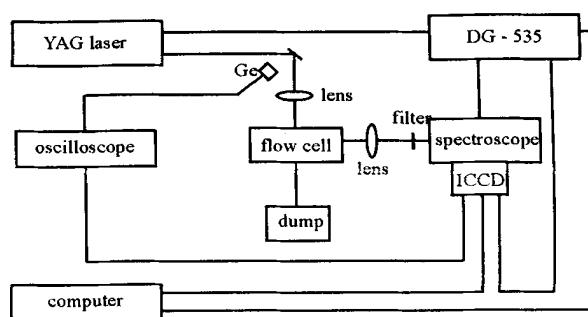 YAG laser
DG - 535
Ge
lens
filter
oscilloscope
flow cell
spectroscope
lens
ICCD
dump
computer